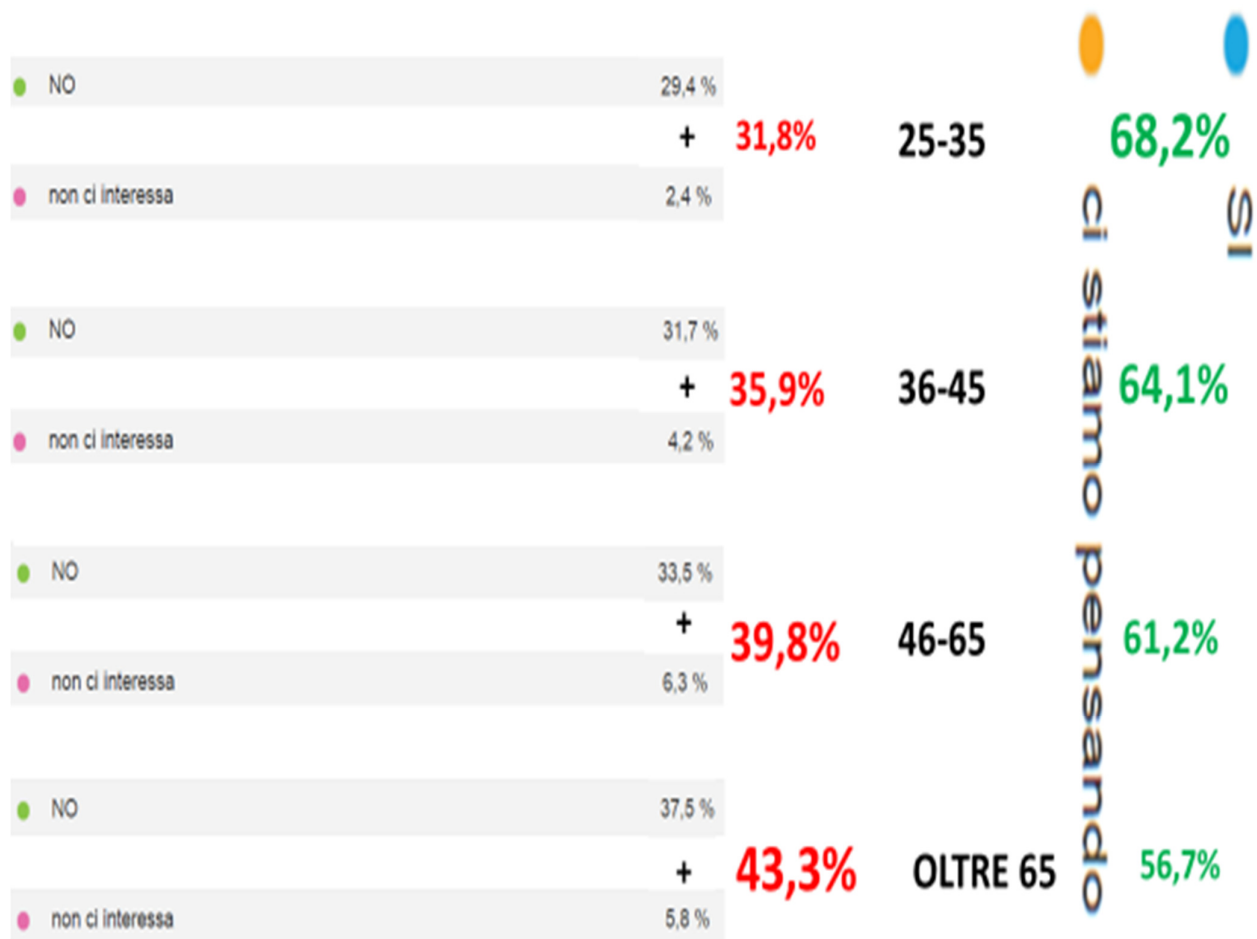 NO 29,4 %
+ 31,8% 25-35 68,2%
non ci interessa 2,4 %
NO 31,7 %
+ 35,9% 36-45 64,1%
non ci interessa 4,2 %
NO 33,5 %
+ 39,8% 46-65 61,2%
non ci interessa 6,3 %
NO 37,5 %
+ 43,3% OLTRE 65 56,7%
non ci interessa 5,8 %
ci stiamo pensando
SI